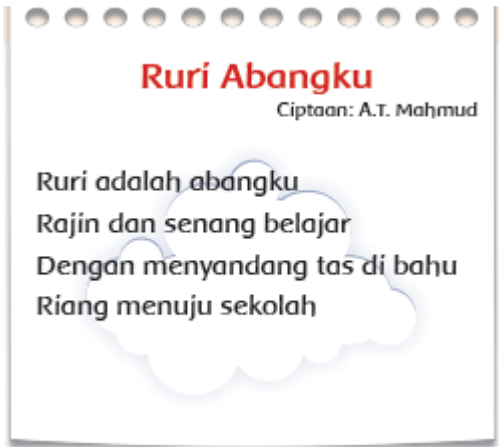 Ruri Abangku
Ciptaan: A.T. Mahmud
Ruri adalah abangku
Rajin dan senang belajar
Dengan menyandang tas di bahu
Riang menuju sekolah